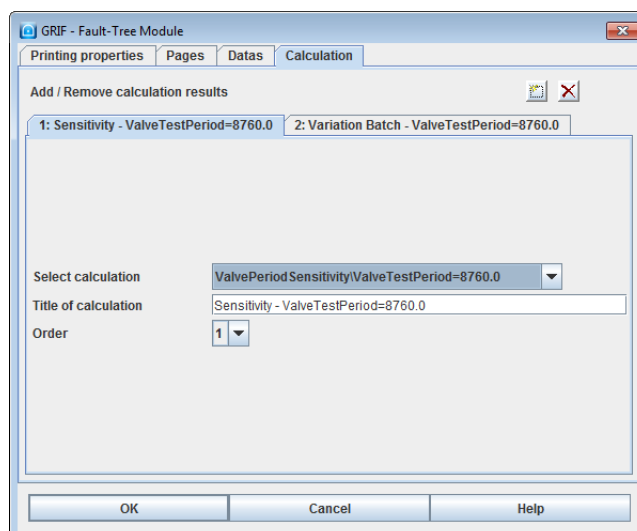 GRIF - Fault-Tree Module
Printing properties Pages Datas Calculation
Add / Remove calculation results
1: Sensitivity - ValveTestPeriod=8760.0 2: Variation Batch - ValveTestPeriod=8760.0
Select calculation ValvePeriodSensitivity\ValveTestPeriod=8760.0
Title of calculation Sensitivity - ValveTestPeriod=8760.0
Order 1
OK Cancel Help